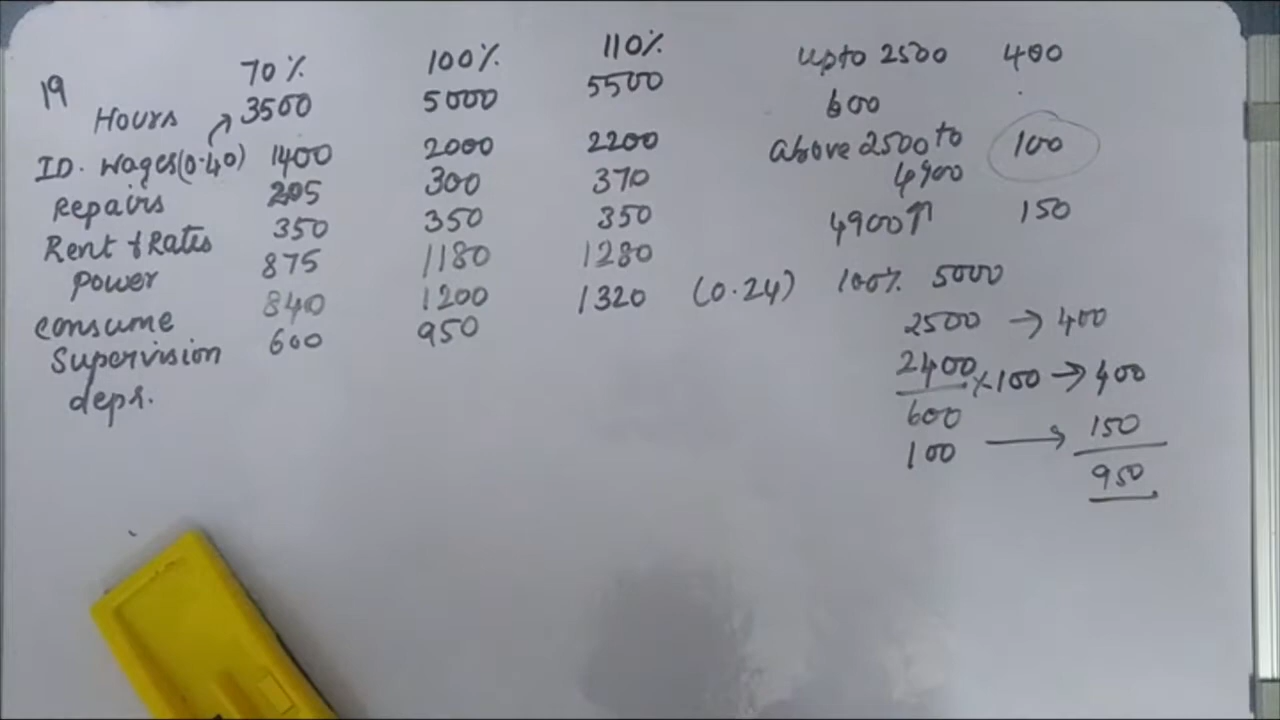 19 70% 100% 110%
Hours 3500 5000 5500
ID. wages(0.40) 1400 2000 2200
Repairs 205 300 370
Rent & Rates 350 350 350
Power 875 1180 1280
Consume 840 1200 1320 (0.24)
Supervision 600 950
depr.
upto 2500 400
600
above 2500 to 100
4900
4900↑ 150
100% 5000
2500 → 400
2400 × 100 → 400
600
100 → 150
950